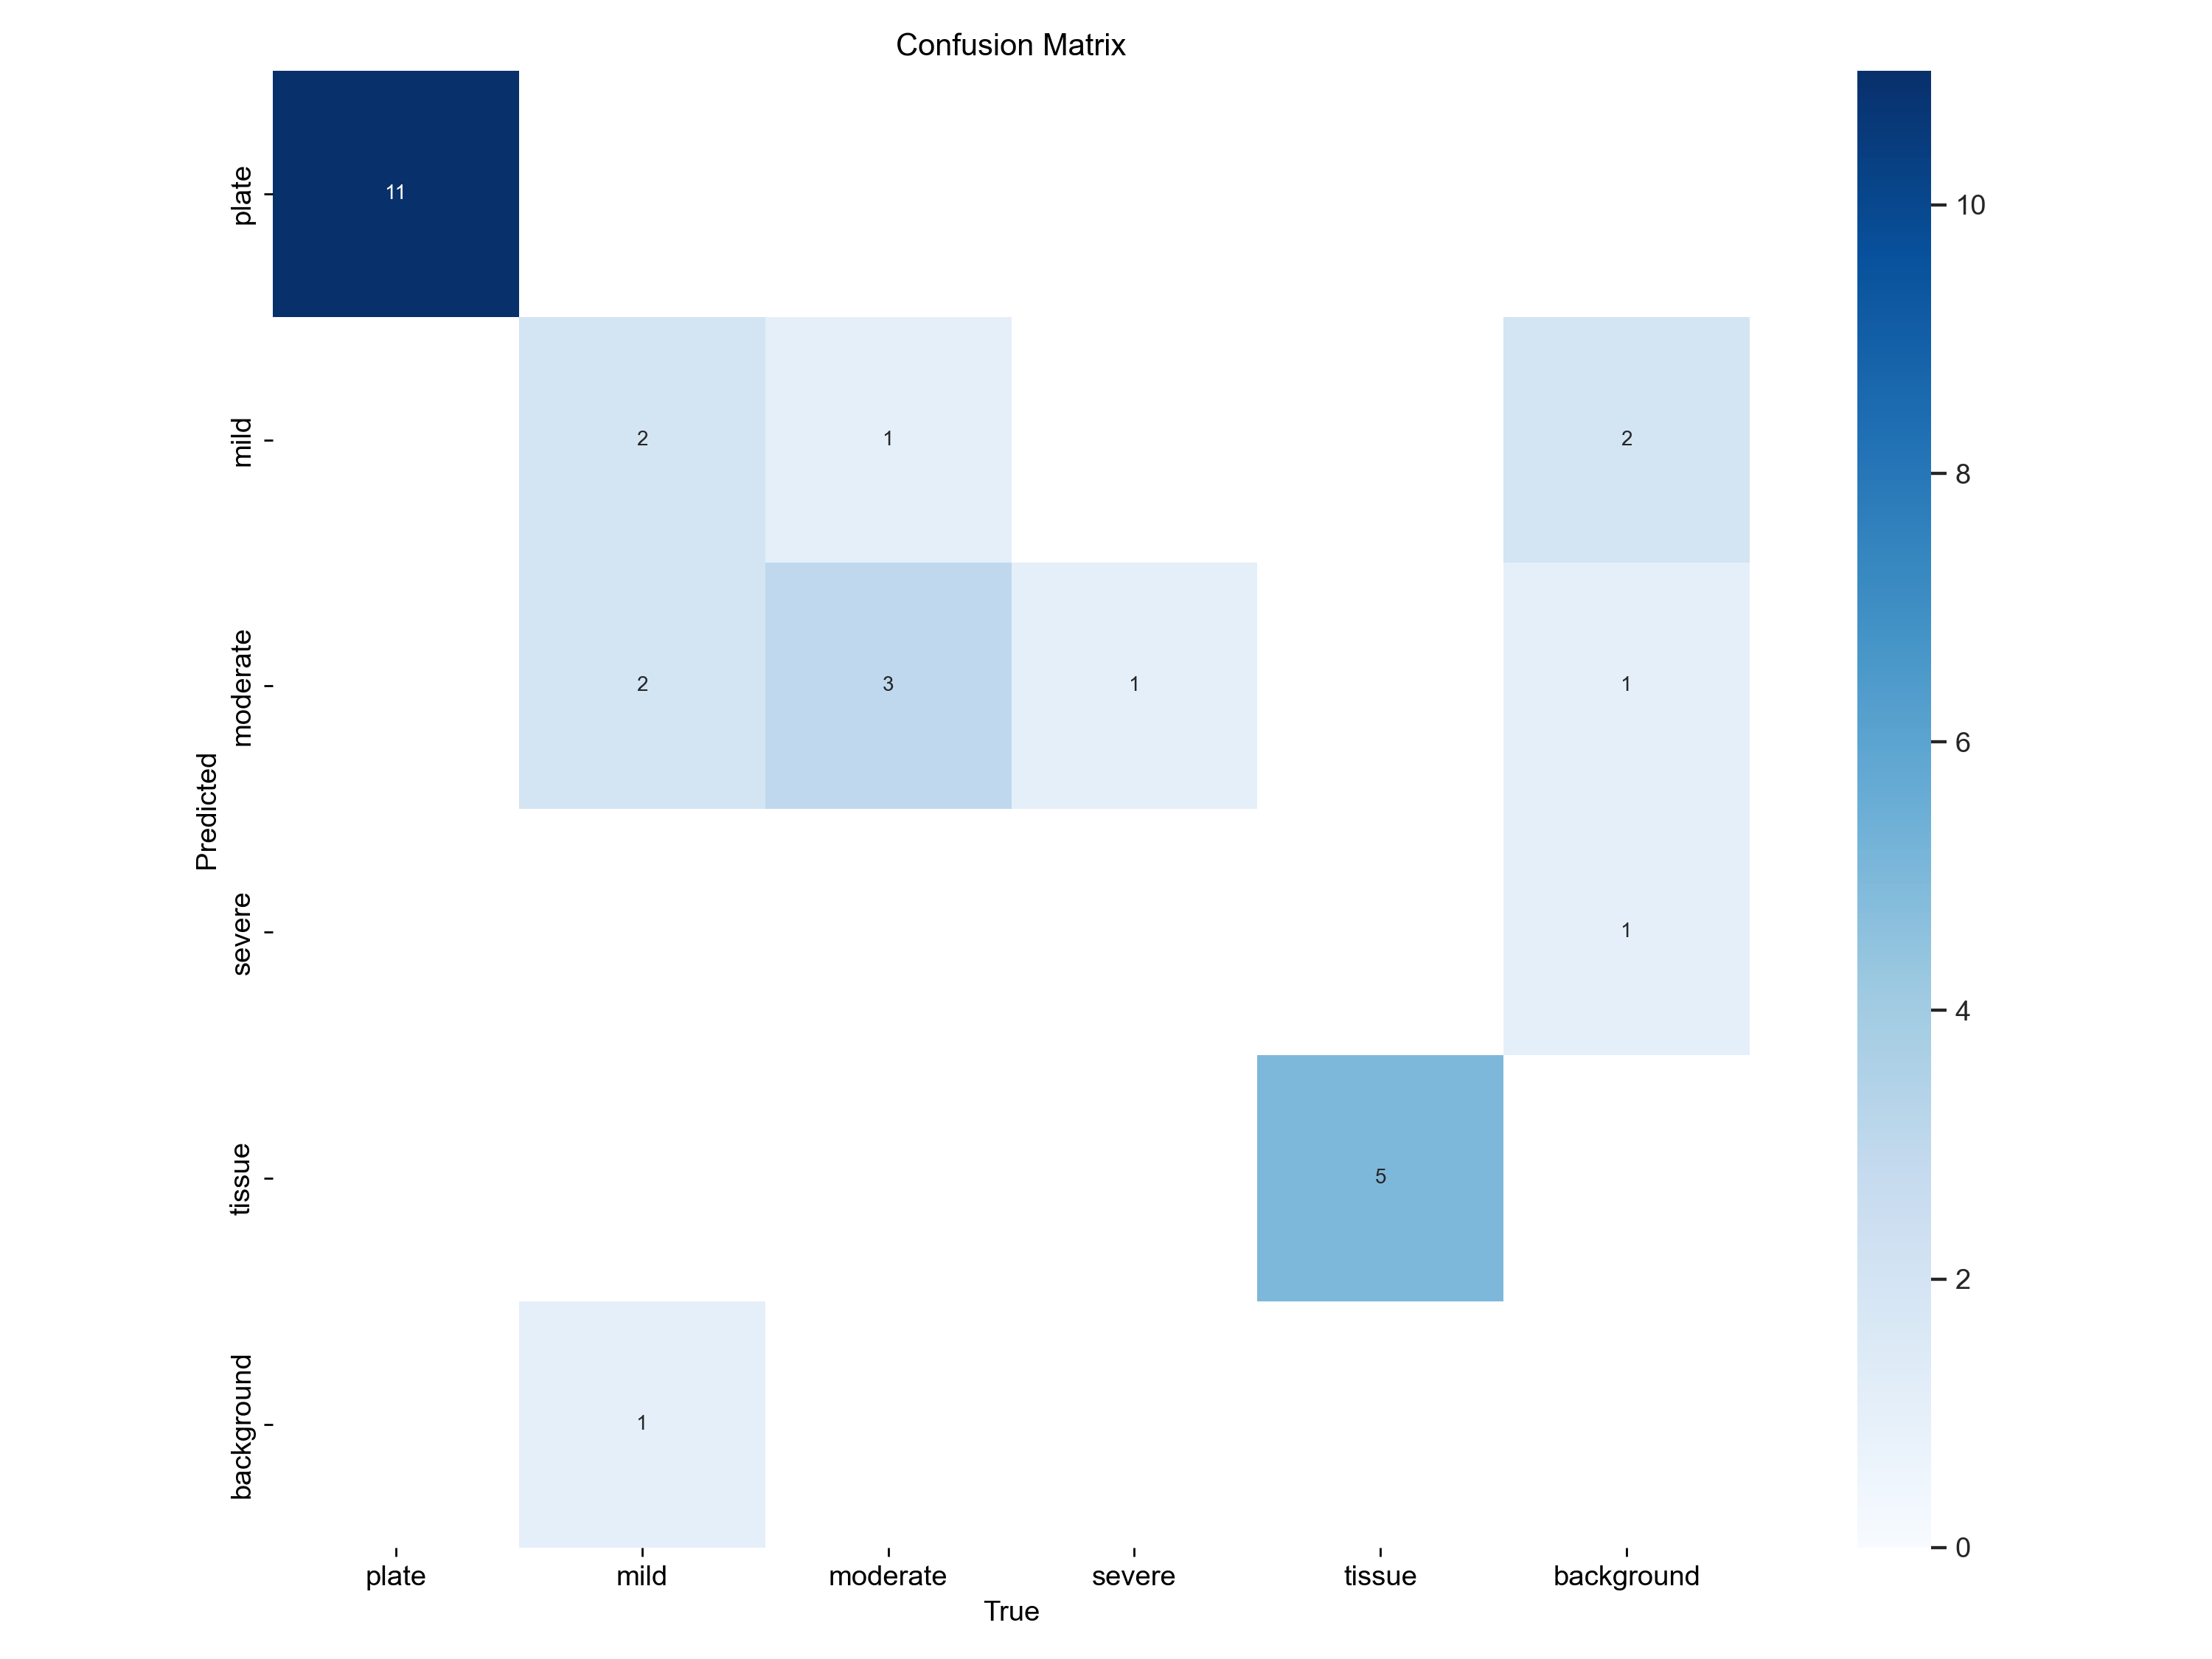 Confusion Matrix
plate
11
mild
2
1
2
moderate
2
3
1
1
severe
1
tissue
5
background
1
Predicted
plate
mild
moderate
severe
tissue
background
True
10
8
6
4
2
0